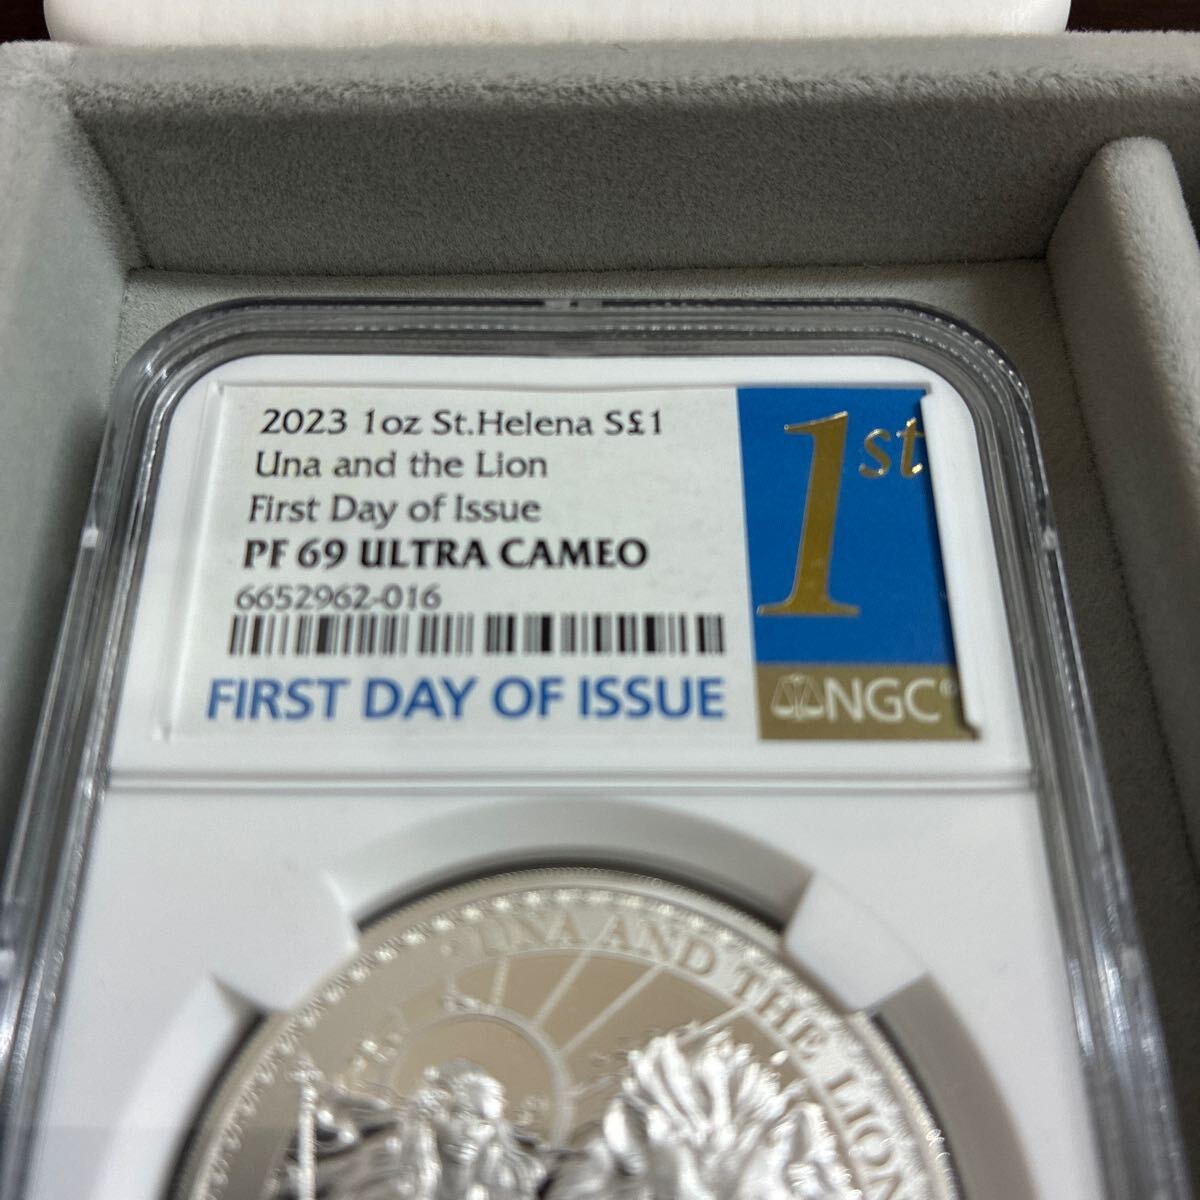 2023 1oz St.Helena S£1
Una and the Lion
First Day of Issue
PF 69 ULTRA CAMEO
6652962-016
FIRST DAY OF ISSUE
1st
NGC®
UNA AND THE LION